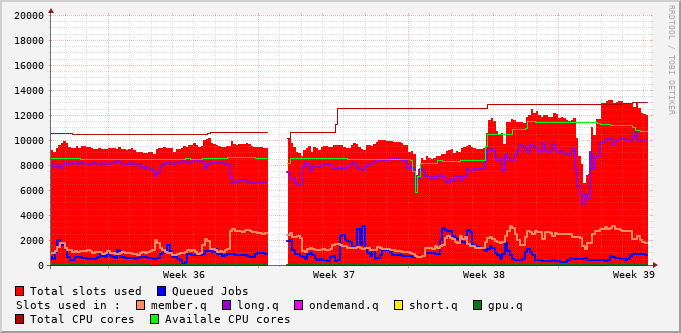 20000
18000
16000
14000
12000
10000
8000
6000
4000
2000
0
Week 36 Week 37 Week 38 Week 39
RRDTOOL / TOBI OETIKER
Total slots used Queued Jobs
Slots used in : member.q long.q ondemand.q short.q gpu.q
Total CPU cores Availale CPU cores